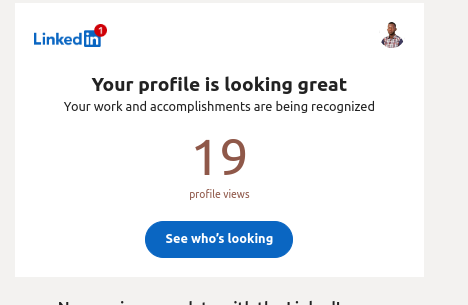 LinkedIn 1
Your profile is looking great
Your work and accomplishments are being recognized
19
profile views
See who's looking